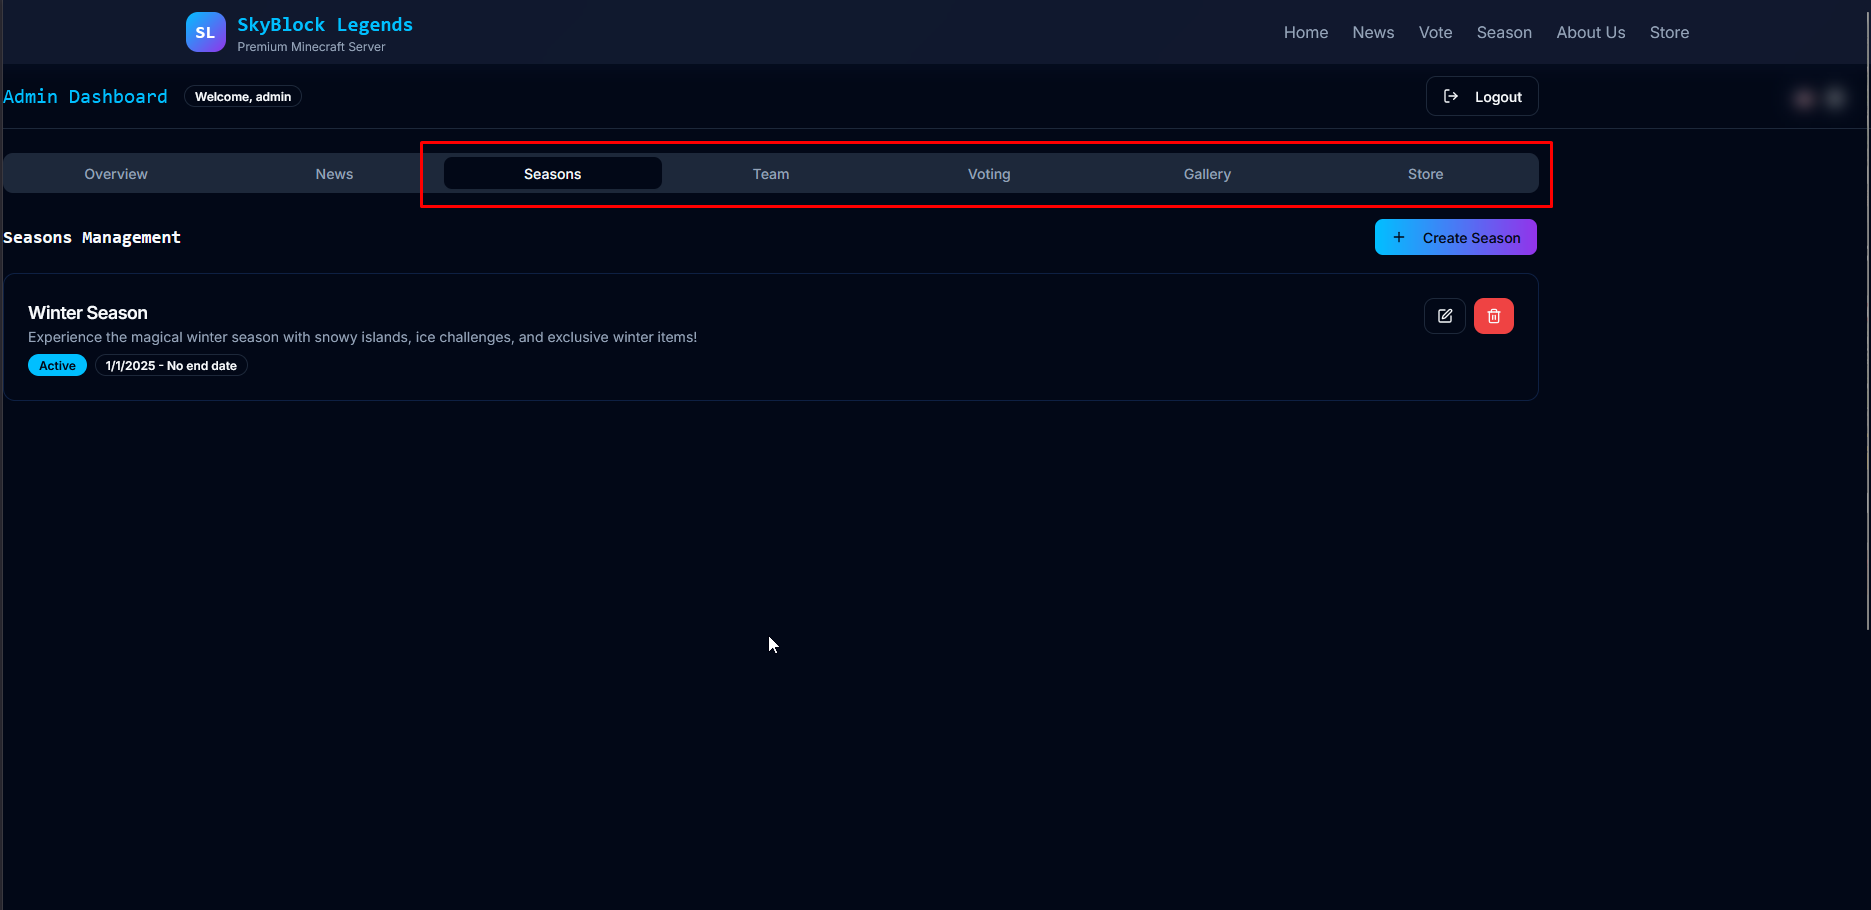 SL
SkyBlock Legends
Premium Minecraft Server
Home News Vote Season About Us Store
Admin Dashboard Welcome, admin Logout
Overview News Seasons Team Voting Gallery Store
Seasons Management Create Season
Winter Season
Experience the magical winter season with snowy islands, ice challenges, and exclusive winter items!
Active 1/1/2025 - No end date